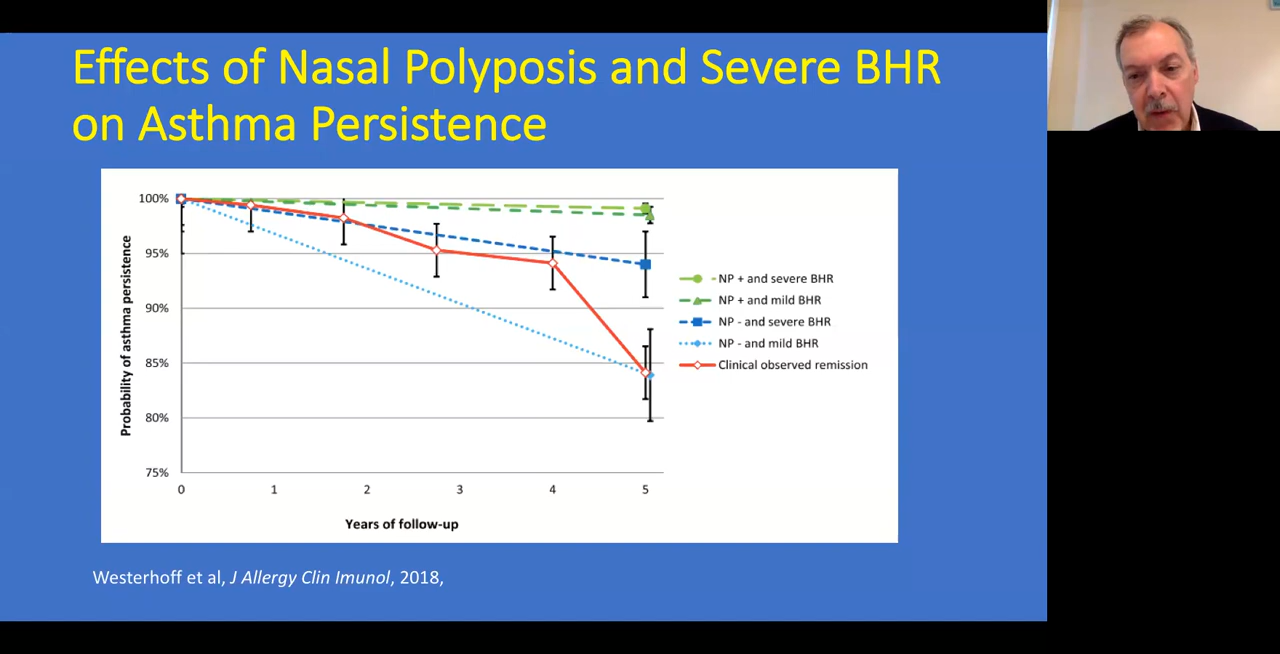 Effects of Nasal Polyposis and Severe BHR
on Asthma Persistence
Probability of asthma persistence
100%
95%
90%
85%
80%
75%
0 1 2 3 4 5
Years of follow-up
NP + and severe BHR
NP + and mild BHR
NP - and severe BHR
NP - and mild BHR
Clinical observed remission
Westerhoff et al, J Allergy Clin Imunol, 2018,